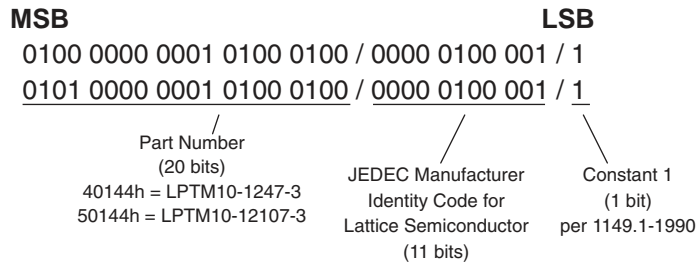 MSB LSB
0100 0000 0001 0100 0100 / 0000 0100 001 / 1
0101 0000 0001 0100 0100 / 0000 0100 001 / 1
Part Number
(20 bits)
40144h = LPTM10-1247-3
50144h = LPTM10-12107-3
JEDEC Manufacturer
Identity Code for
Lattice Semiconductor
(11 bits)
Constant 1
(1 bit)
per 1149.1-1990